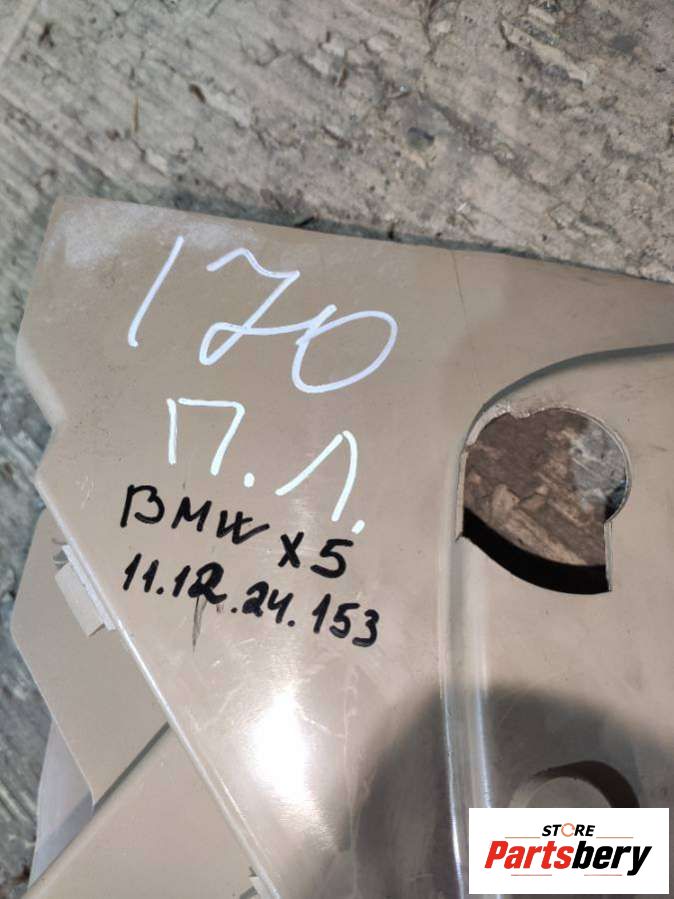 170
П.Л.
BMW X5
11.12.24.153
STORE
Partsbery